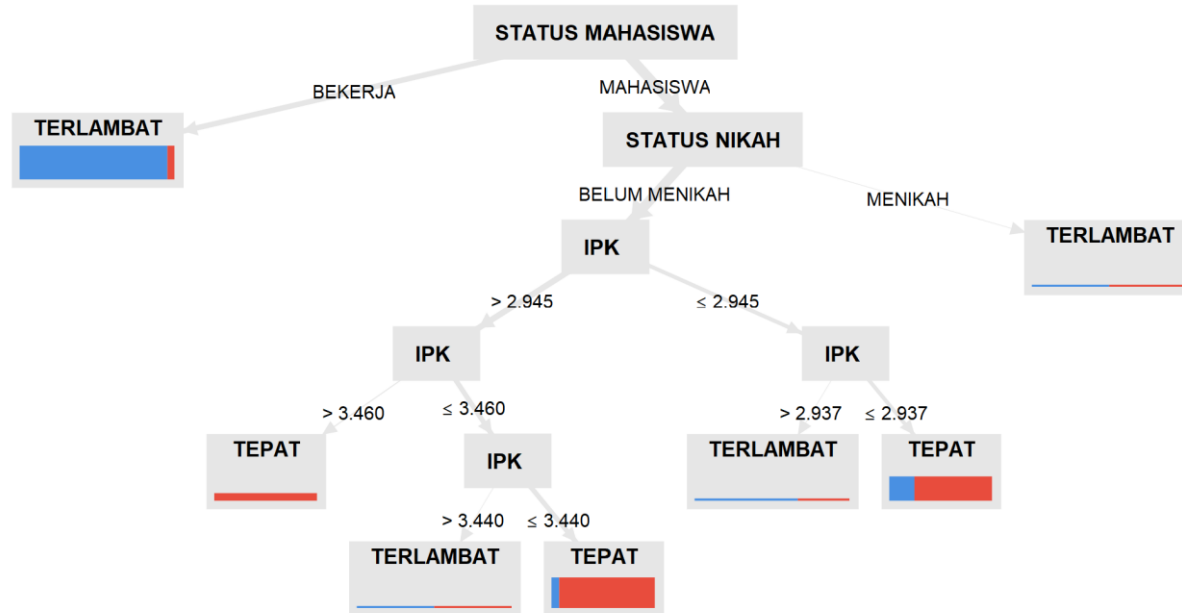 STATUS MAHASISWA
BEKERJA
MAHASISWA
TERLAMBAT
STATUS NIKAH
BELUM MENIKAH
MENIKAH
IPK
TERLAMBAT
> 2.945
≤ 2.945
IPK
IPK
> 3.460
≤ 3.460
> 2.937
≤ 2.937
TEPAT
IPK
TERLAMBAT
TEPAT
> 3.440
≤ 3.440
TERLAMBAT
TEPAT